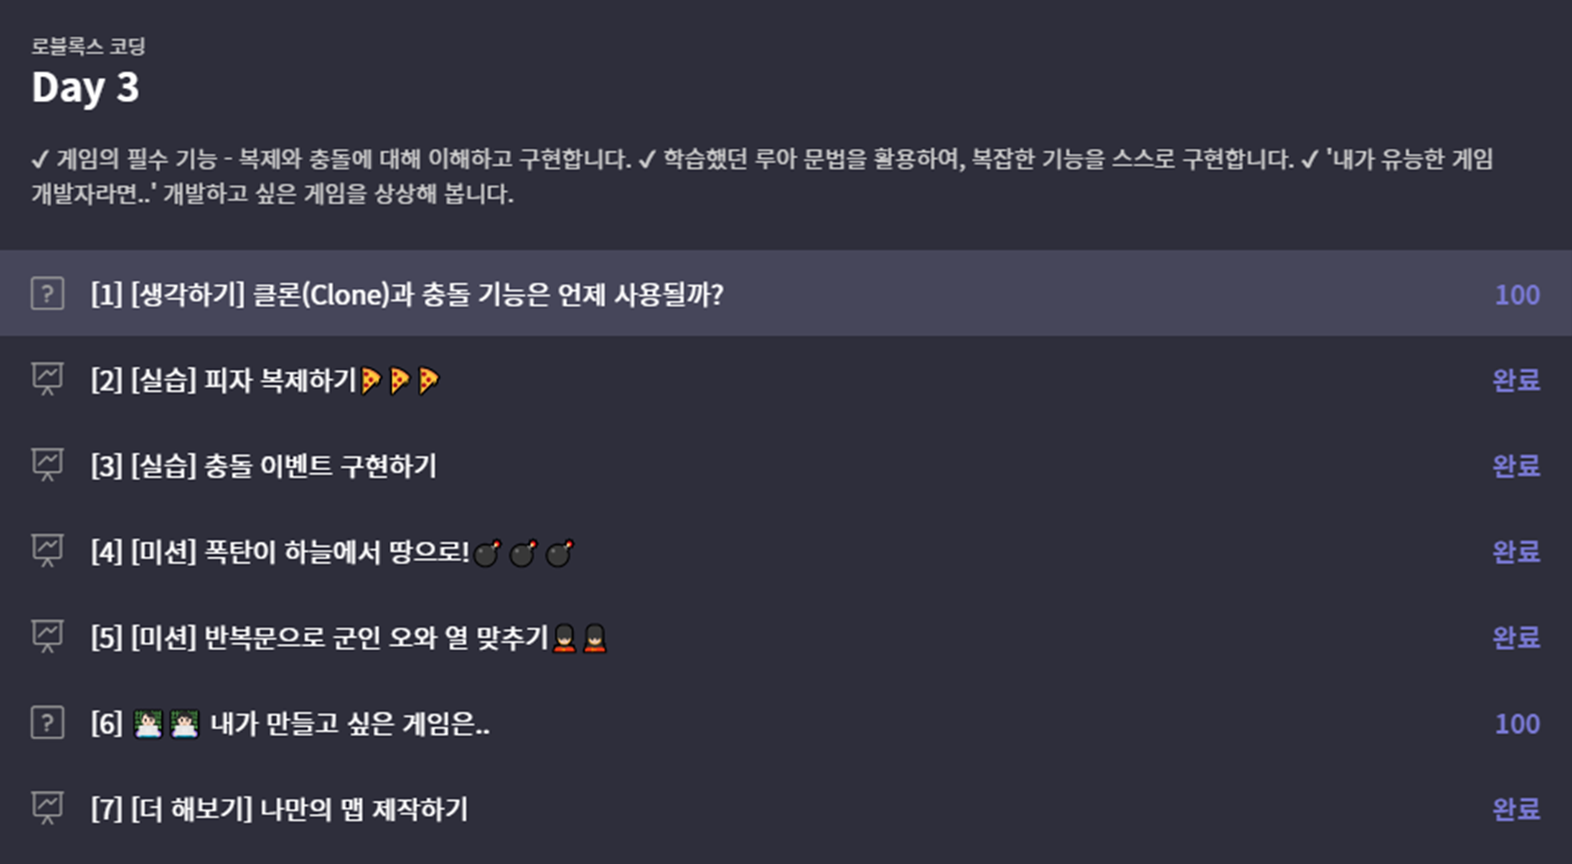 로블록스 코딩
Day 3
✓ 게임의 필수 기능 - 복제와 충돌에 대해 이해하고 구현합니다. ✓ 학습했던 루아 문법을 활용하여, 복잡한 기능을 스스로 구현합니다. ✓ '내가 유능한 게임
개발자라면..' 개발하고 싶은 게임을 상상해 봅니다.
[1] [생각하기] 클론(Clone)과 충돌 기능은 언제 사용될까? 100
[2] [실습] 피자 복제하기🍕🍕🍕 완료
[3] [실습] 충돌 이벤트 구현하기 완료
[4] [미션] 폭탄이 하늘에서 땅으로!💣💣💣 완료
[5] [미션] 반복문으로 군인 오와 열 맞추기💂💂 완료
[6] 👨🏻‍💻👨🏻‍💻 내가 만들고 싶은 게임은.. 100
[7] [더 해보기] 나만의 맵 제작하기 완료